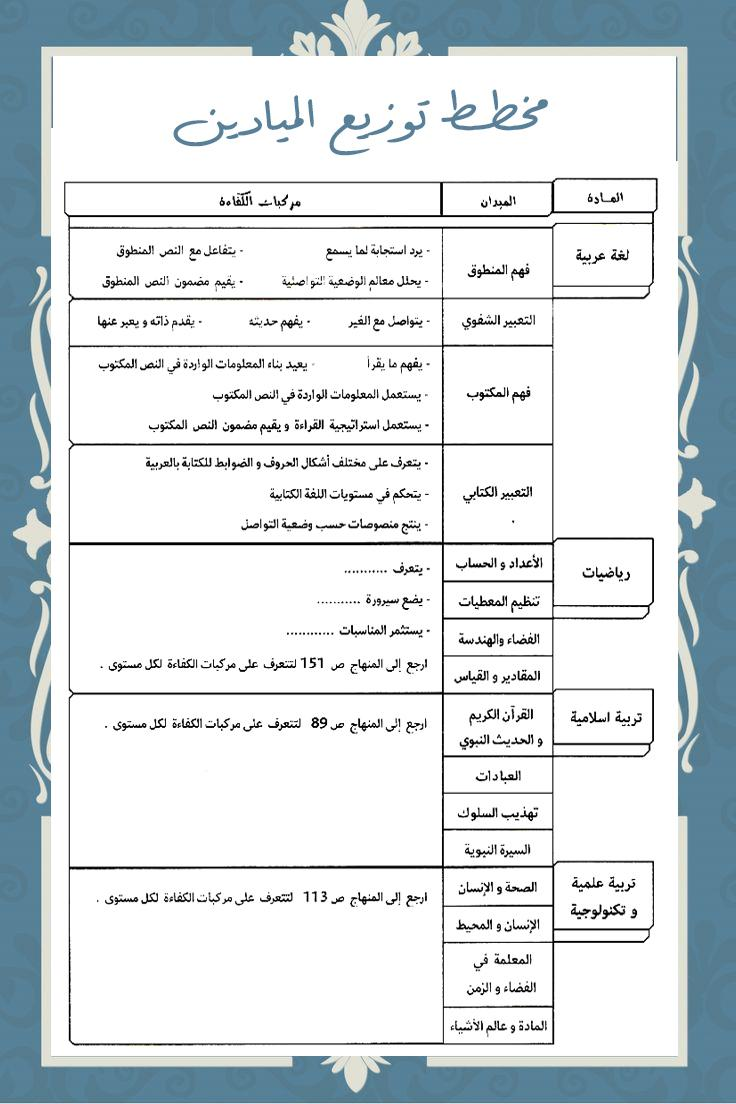 مخطط توزيع الميادين
المــادة
الميدان
مركبات الكفاءة
لغة عربية
فهم المنطوق
- يرد استجابة لما يسمع - يتفاعل مع النص المنطوق
- يحلل معالم الوضعية التواصلية - يقيم مضمون النص المنطوق
التعبير الشفوي
- يتواصل مع الغير - يفهم حديثه - يقدم ذاته و يعبر عنها
فهم المكتوب
- يفهم ما يقرأ - يعيد بناء المعلومات الواردة في النص المكتوب
- يستعمل المعلومات الواردة في النص المكتوب
- يستعمل استراتيجية القراءة و يقيم مضمون النص المكتوب
التعبير الكتابي
- يتعرف على مختلف أشكال الحروف و الضوابط للكتابة بالعربية
- يتحكم في مستويات اللغة الكتابية
- ينتج منصوصات حسب وضعية التواصل
رياضيات
الأعداد و الحساب
تنظيم المعطيات
الفضاء والهندسة
المقادير و القياس
- يتعرف ...........
- يضع سيرورة ...........
- يستثمر المناسبات ............
ارجع إلى المنهاج ص 151 لتتعرف على مركبات الكفاءة لكل مستوى .
تربية اسلامية
القرآن الكريم
و الحديث النبوي
العبادات
تهذيب السلوك
السيرة النبوية
ارجع إلى المنهاج ص 89 لتتعرف على مركبات الكفاءة لكل مستوى .
تربية علمية
و تكنولوجية
الصحة و الإنسان
الإنسان و المحيط
المعلمة في
الفضاء و الزمن
المادة و عالم الأشياء
ارجع إلى المنهاج ص 113 لتتعرف على مركبات الكفاءة لكل مستوى .